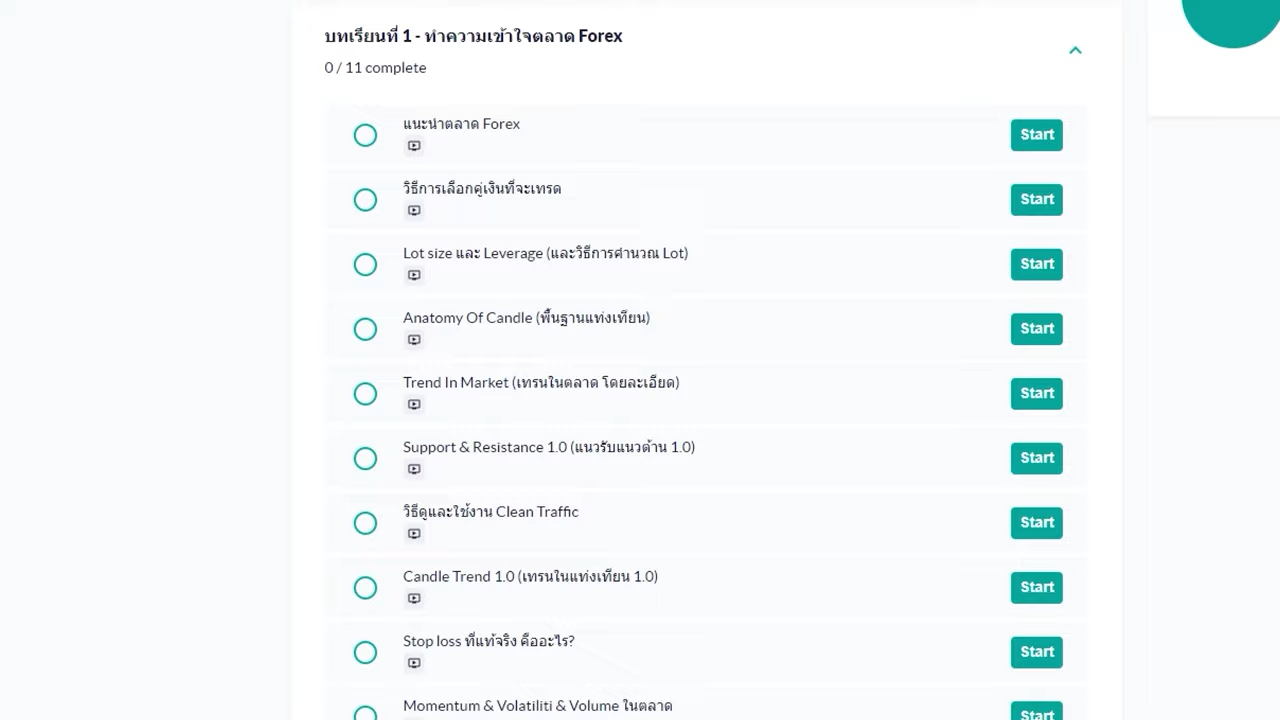 บทเรียนที่ 1 - ทำความเข้าใจตลาด Forex
0 / 11 complete
แนะนำตลาด Forex
Start
วิธีการเลือกคู่เงินที่จะเทรด
Start
Lot size และ Leverage (และวิธีการคำนวณ Lot)
Start
Anatomy Of Candle (พื้นฐานแท่งเทียน)
Start
Trend In Market (เทรนในตลาด โดยละเอียด)
Start
Support & Resistance 1.0 (แนวรับแนวต้าน 1.0)
Start
วิธีดูและใช้งาน Clean Traffic
Start
Candle Trend 1.0 (เทรนในแท่งเทียน 1.0)
Start
Stop loss ที่แท้จริง คืออะไร?
Start
Momentum & Volatiliti & Volume ในตลาด
Start